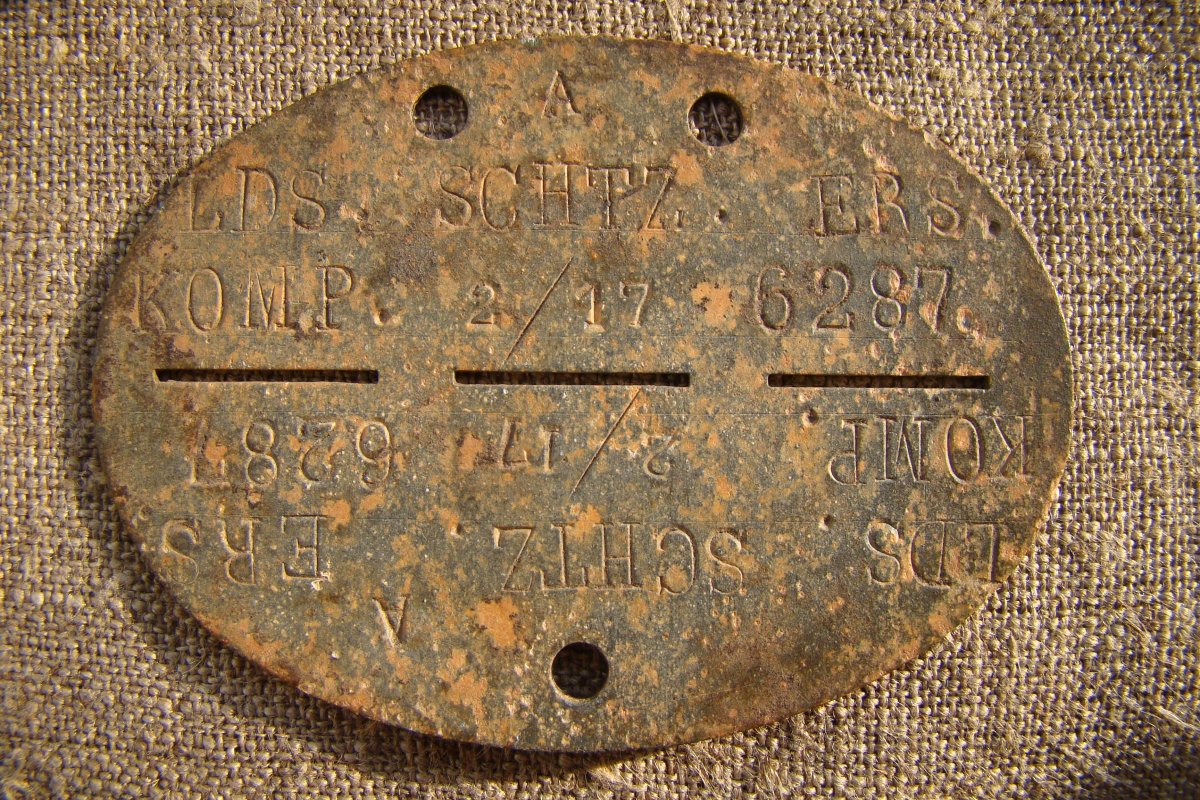 A
LDS. SCHTZ. ERS.
KOMP. 2/17 6287
KOMP. 2/17 6287
LDS. SCHTZ. ERS
A